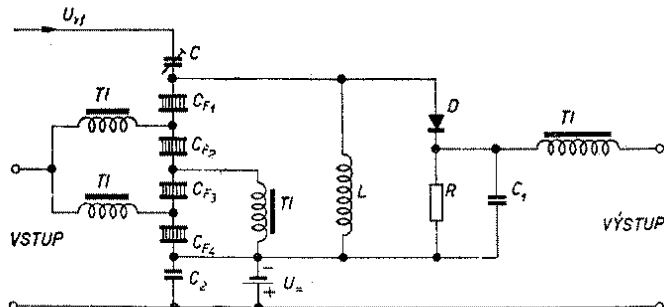 U_vf
C
Tl
C_F1
D
Tl
C_F2
Tl
C_F3
Tl
L
R
C_1
VSTUP
C_F4
VÝSTUP
C_2
−
+
U_=